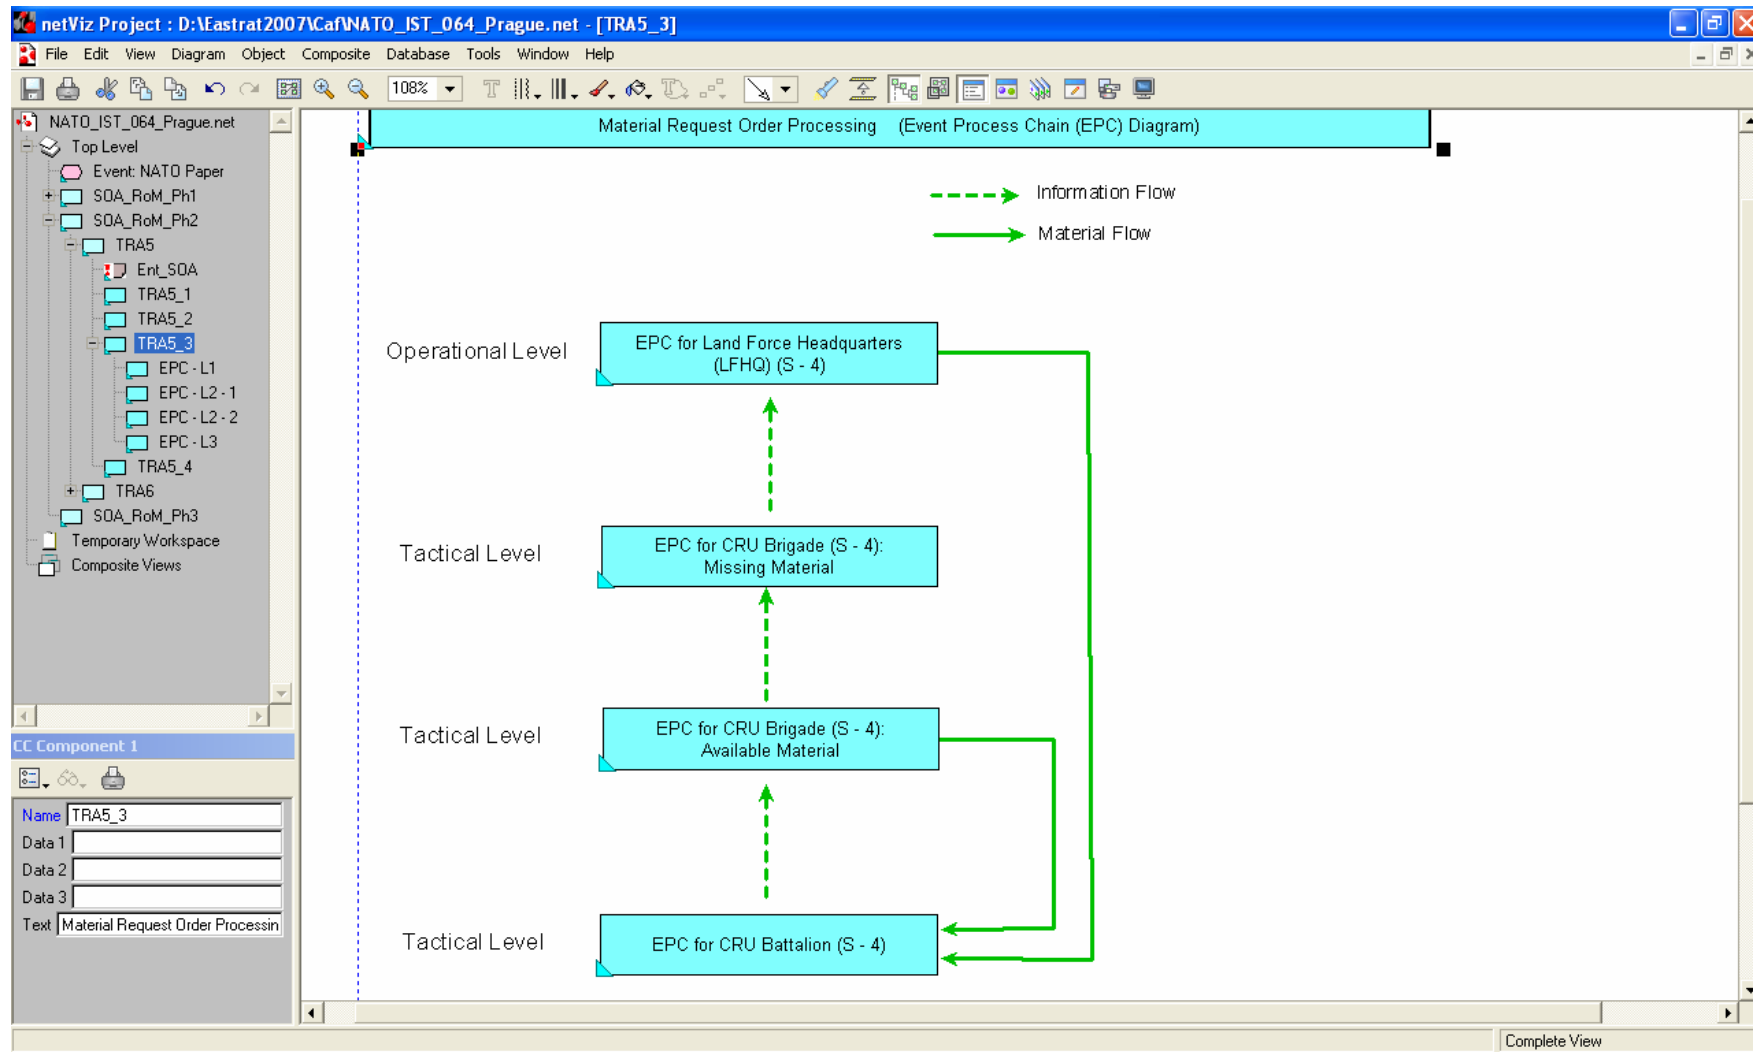 netViz Project : D:\Eastrat2007\Caf\NATO_IST_064_Prague.net - [TRA5_3]
File Edit View Diagram Object Composite Database Tools Window Help
108%
NATO_IST_064_Prague.net
Top Level
Event: NATO Paper
SOA_RoM_Ph1
SOA_RoM_Ph2
TRA5
Ent_SOA
TRA5_1
TRA5_2
TRA5_3
EPC - L1
EPC - L2 - 1
EPC - L2 - 2
EPC - L3
TRA5_4
TRA6
SOA_RoM_Ph3
Temporary Workspace
Composite Views
CC Component 1
Name TRA5_3
Data 1
Data 2
Data 3
Text Material Request Order Processin
Material Request Order Processing (Event Process Chain (EPC) Diagram)
Information Flow
Material Flow
Operational Level
EPC for Land Force Headquarters
(LFHQ) (S - 4)
Tactical Level
EPC for CRU Brigade (S - 4):
Missing Material
Tactical Level
EPC for CRU Brigade (S - 4):
Available Material
Tactical Level
EPC for CRU Battalion (S - 4)
Complete View